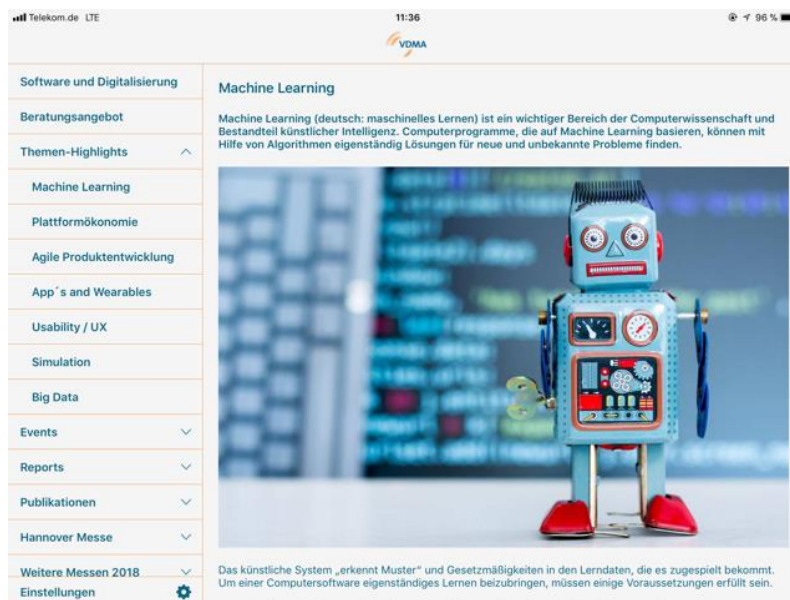 Telekom.de LTE
11:36
96 %
VDMA
Software und Digitalisierung
Beratungsangebot
Themen-Highlights
Machine Learning
Plattformökonomie
Agile Produktentwicklung
App´s and Wearables
Usability / UX
Simulation
Big Data
Events
Reports
Publikationen
Hannover Messe
Weitere Messen 2018
Einstellungen
Machine Learning
Machine Learning (deutsch: maschinelles Lernen) ist ein wichtiger Bereich der Computerwissenschaft und
Bestandteil künstlicher Intelligenz. Computerprogramme, die auf Machine Learning basieren, können mit
Hilfe von Algorithmen eigenständig Lösungen für neue und unbekannte Probleme finden.
Das künstliche System „erkennt Muster“ und Gesetzmäßigkeiten in den Lerndaten, die es zugespielt bekommt.
Um einer Computersoftware eigenständiges Lernen beizubringen, müssen einige Voraussetzungen erfüllt sein.